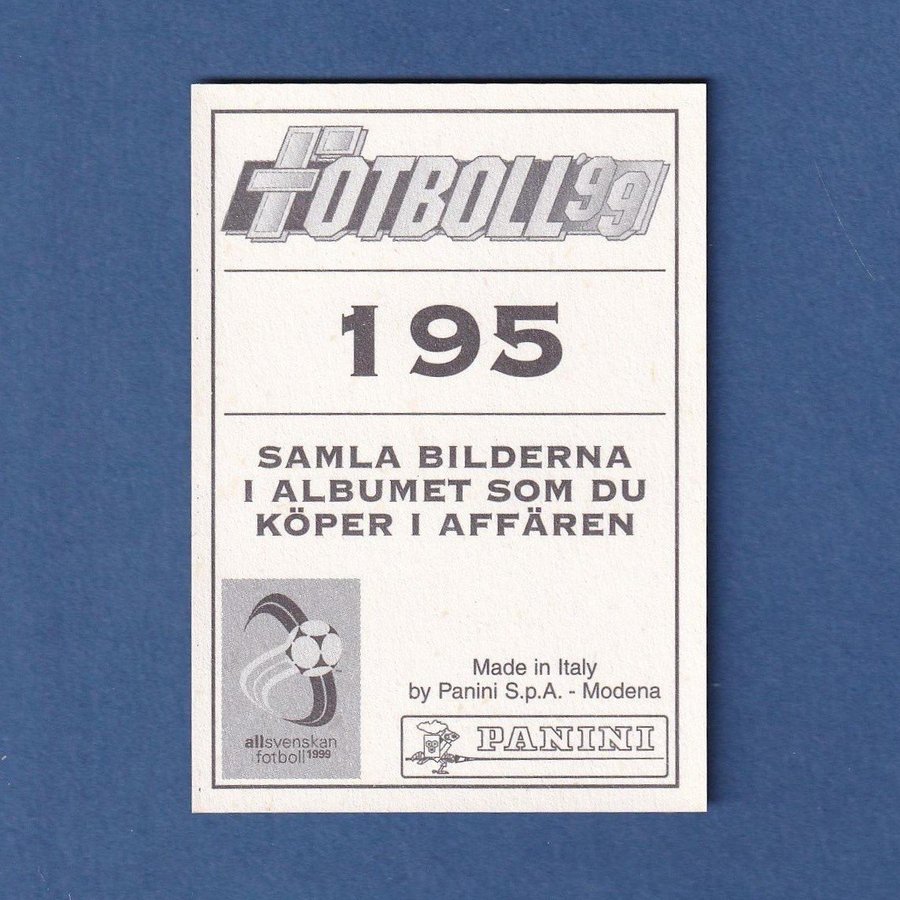 FOTBOLL '99
195
SAMLA BILDERNA
I ALBUMET SOM DU
KÖPER I AFFÄREN
Made in Italy
by Panini S.p.A. - Modena
PANINI
allsvenskan
fotboll 1999